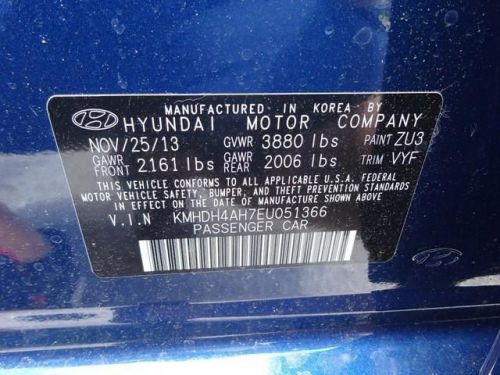 MANUFACTURED IN KOREA BY
HYUNDAI MOTOR COMPANY
NOV/25/13 GVWR 3880 lbs PAINT ZU3
GAWR FRONT 2161 lbs GAWR REAR 2006 lbs TRIM VYF
THIS VEHICLE CONFORMS TO ALL APPLICABLE U.S.A. FEDERAL
MOTOR VEHICLE SAFETY, BUMPER, AND THEFT PREVENTION
STANDARDS IN EFFECT ON THE DATE OF MANUFACTURE SHOWN ABOVE.
V.I.N KMHDH4AH7EU051366
PASSENGER CAR